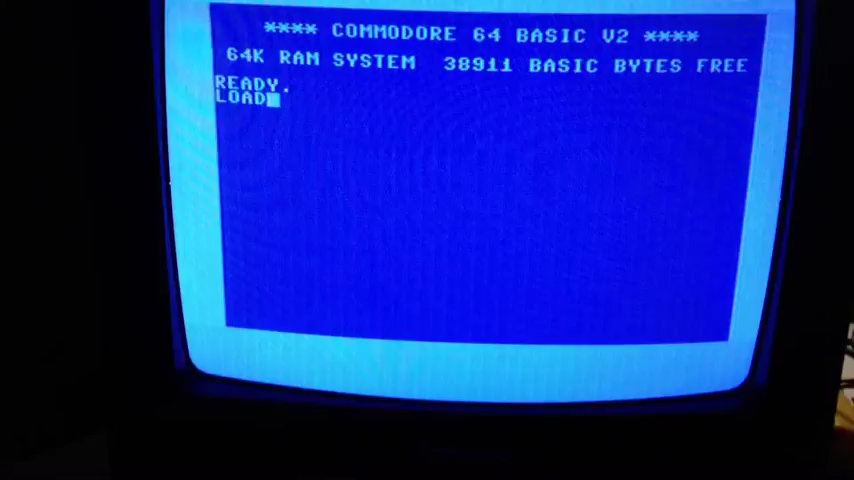 **** COMMODORE 64 BASIC V2 ****
64K RAM SYSTEM 38911 BASIC BYTES FREE
READY.
LOAD